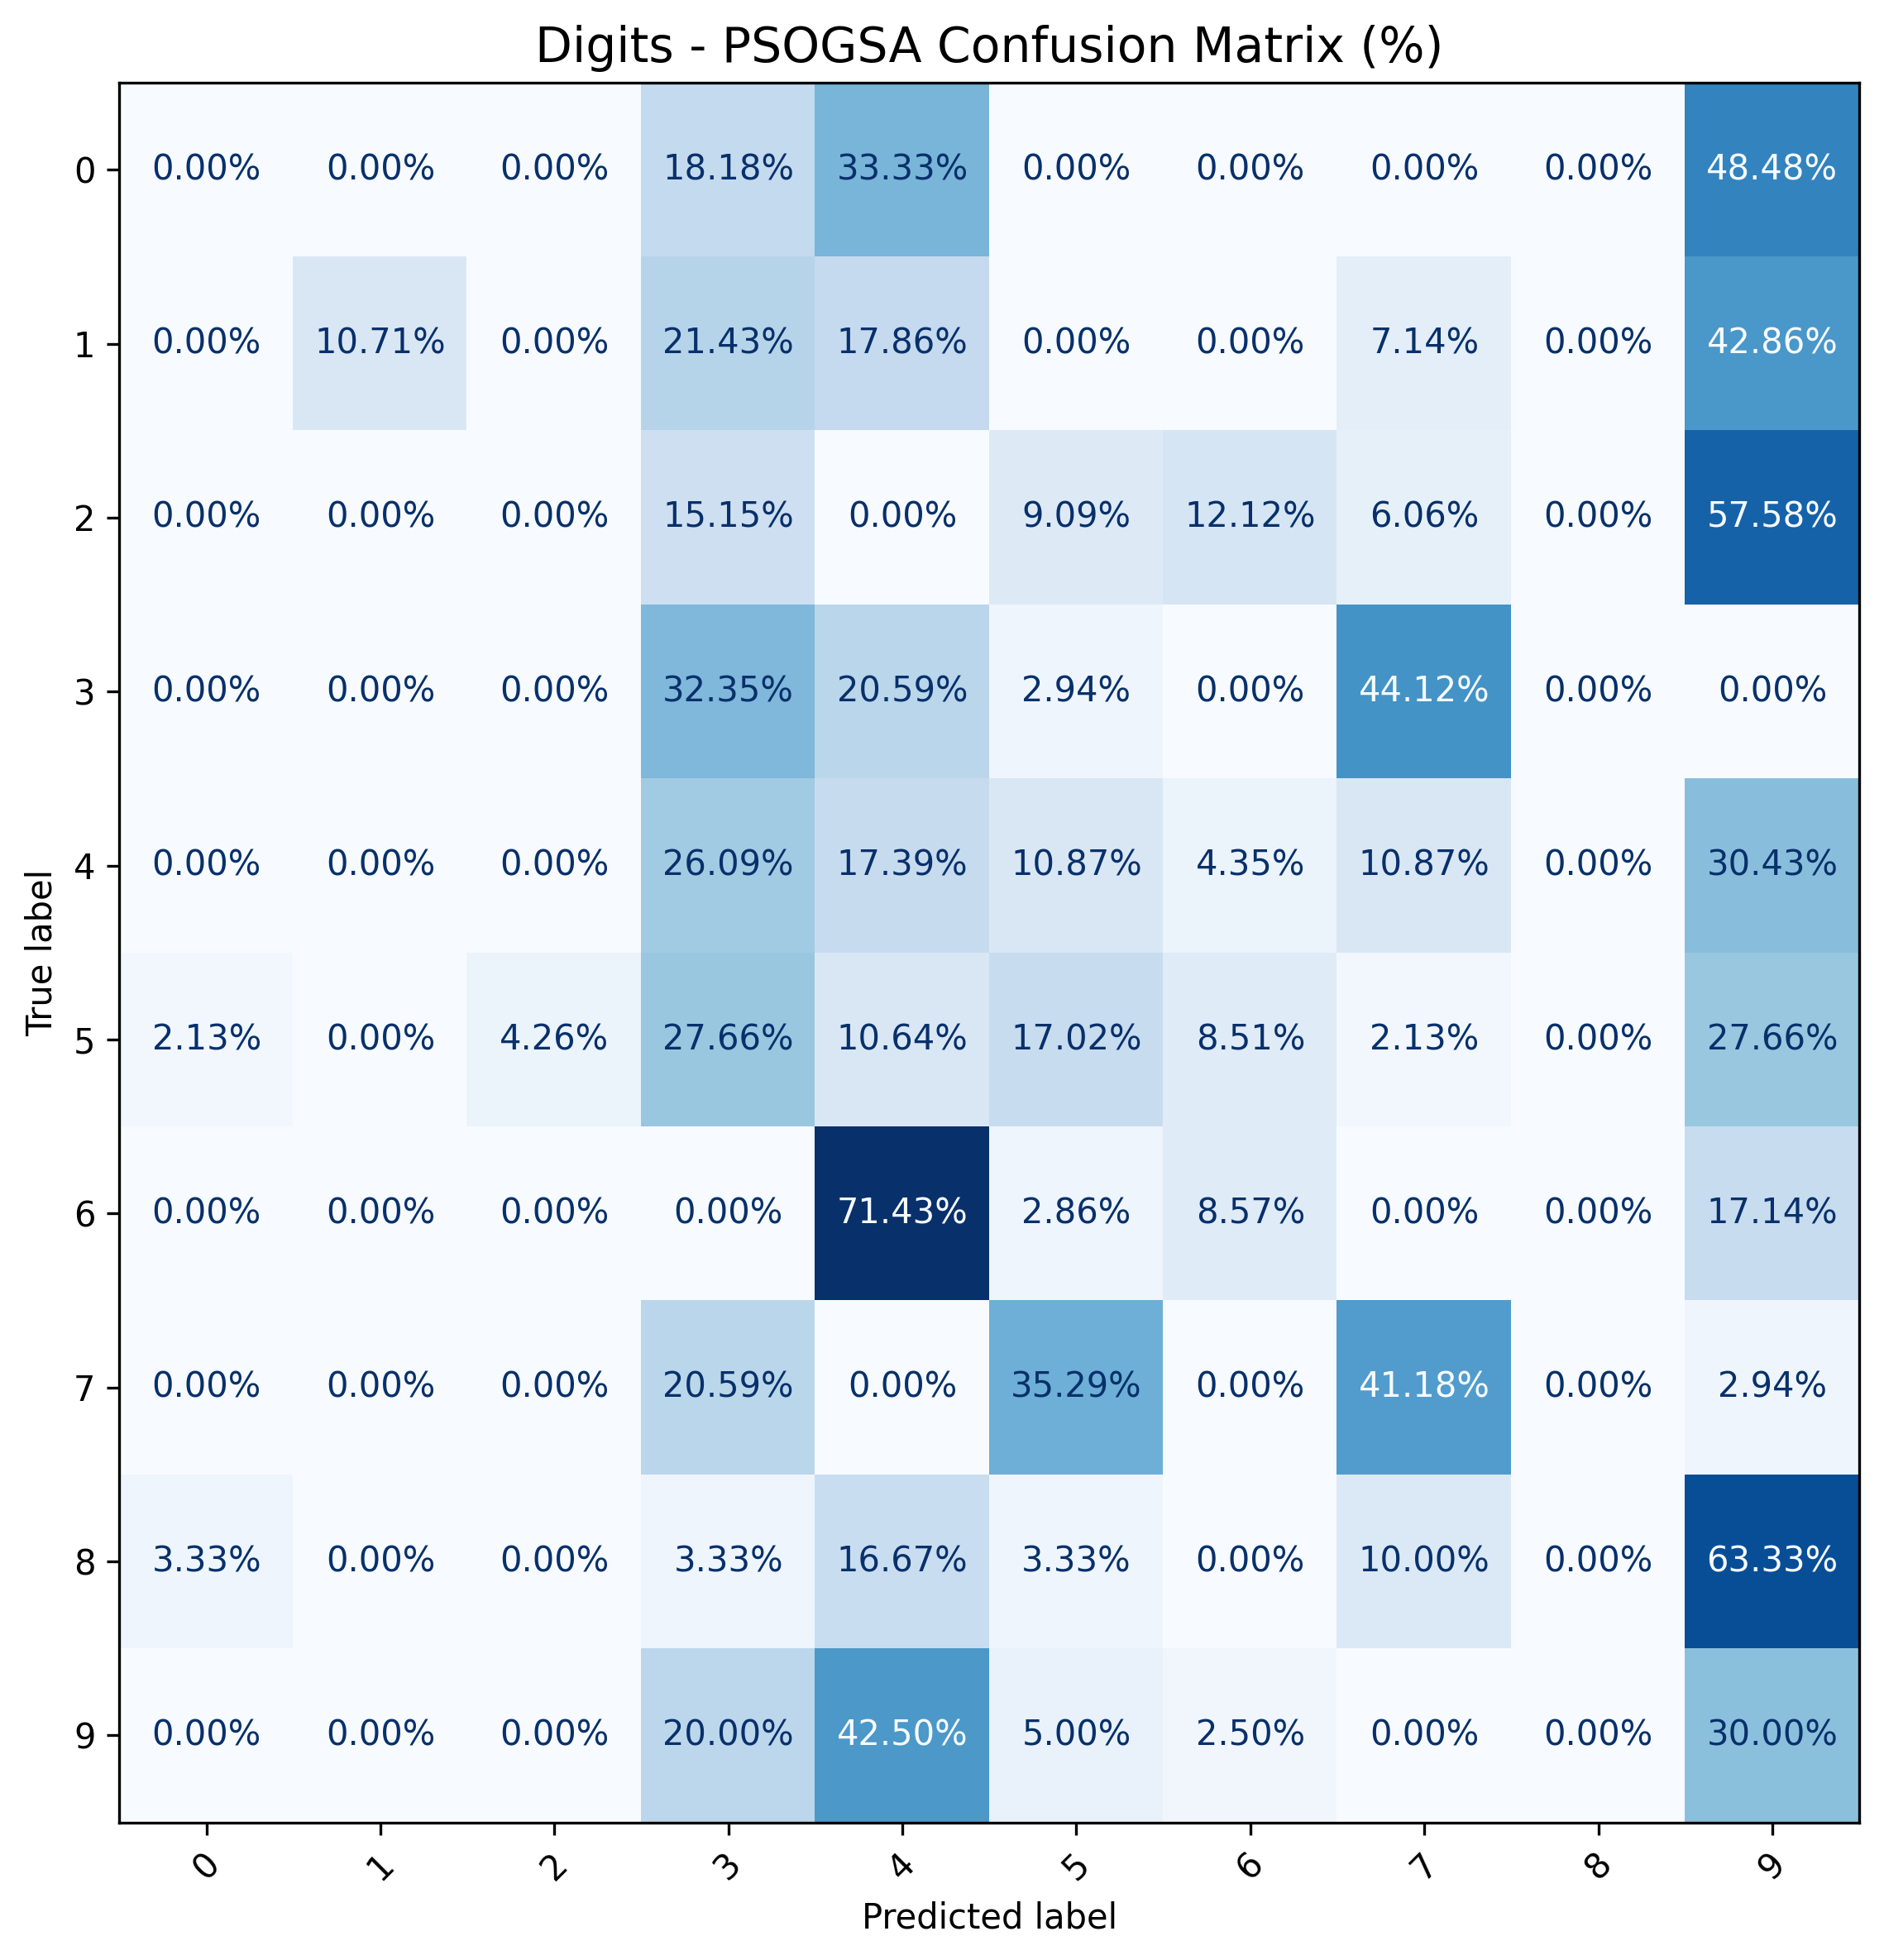 Digits - PSOGSA Confusion Matrix (%)
0 0.00% 0.00% 0.00% 18.18% 33.33% 0.00% 0.00% 0.00% 0.00% 48.48%
1 0.00% 10.71% 0.00% 21.43% 17.86% 0.00% 0.00% 7.14% 0.00% 42.86%
2 0.00% 0.00% 0.00% 15.15% 0.00% 9.09% 12.12% 6.06% 0.00% 57.58%
3 0.00% 0.00% 0.00% 32.35% 20.59% 2.94% 0.00% 44.12% 0.00% 0.00%
4 0.00% 0.00% 0.00% 26.09% 17.39% 10.87% 4.35% 10.87% 0.00% 30.43%
True label
5 2.13% 0.00% 4.26% 27.66% 10.64% 17.02% 8.51% 2.13% 0.00% 27.66%
6 0.00% 0.00% 0.00% 0.00% 71.43% 2.86% 8.57% 0.00% 0.00% 17.14%
7 0.00% 0.00% 0.00% 20.59% 0.00% 35.29% 0.00% 41.18% 0.00% 2.94%
8 3.33% 0.00% 0.00% 3.33% 16.67% 3.33% 0.00% 10.00% 0.00% 63.33%
9 0.00% 0.00% 0.00% 20.00% 42.50% 5.00% 2.50% 0.00% 0.00% 30.00%
0 1 2 3 4 5 6 7 8 9
Predicted label